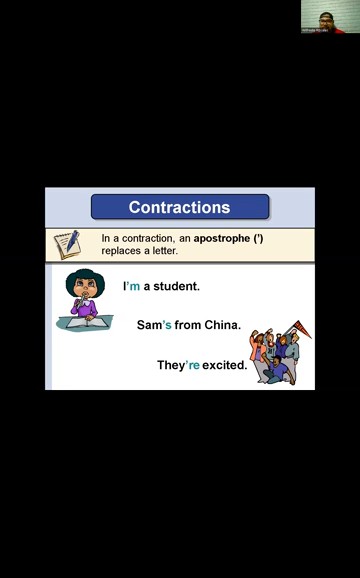 Contractions
In a contraction, an apostrophe (')
replaces a letter.
I'm a student.
Sam's from China.
They're excited.